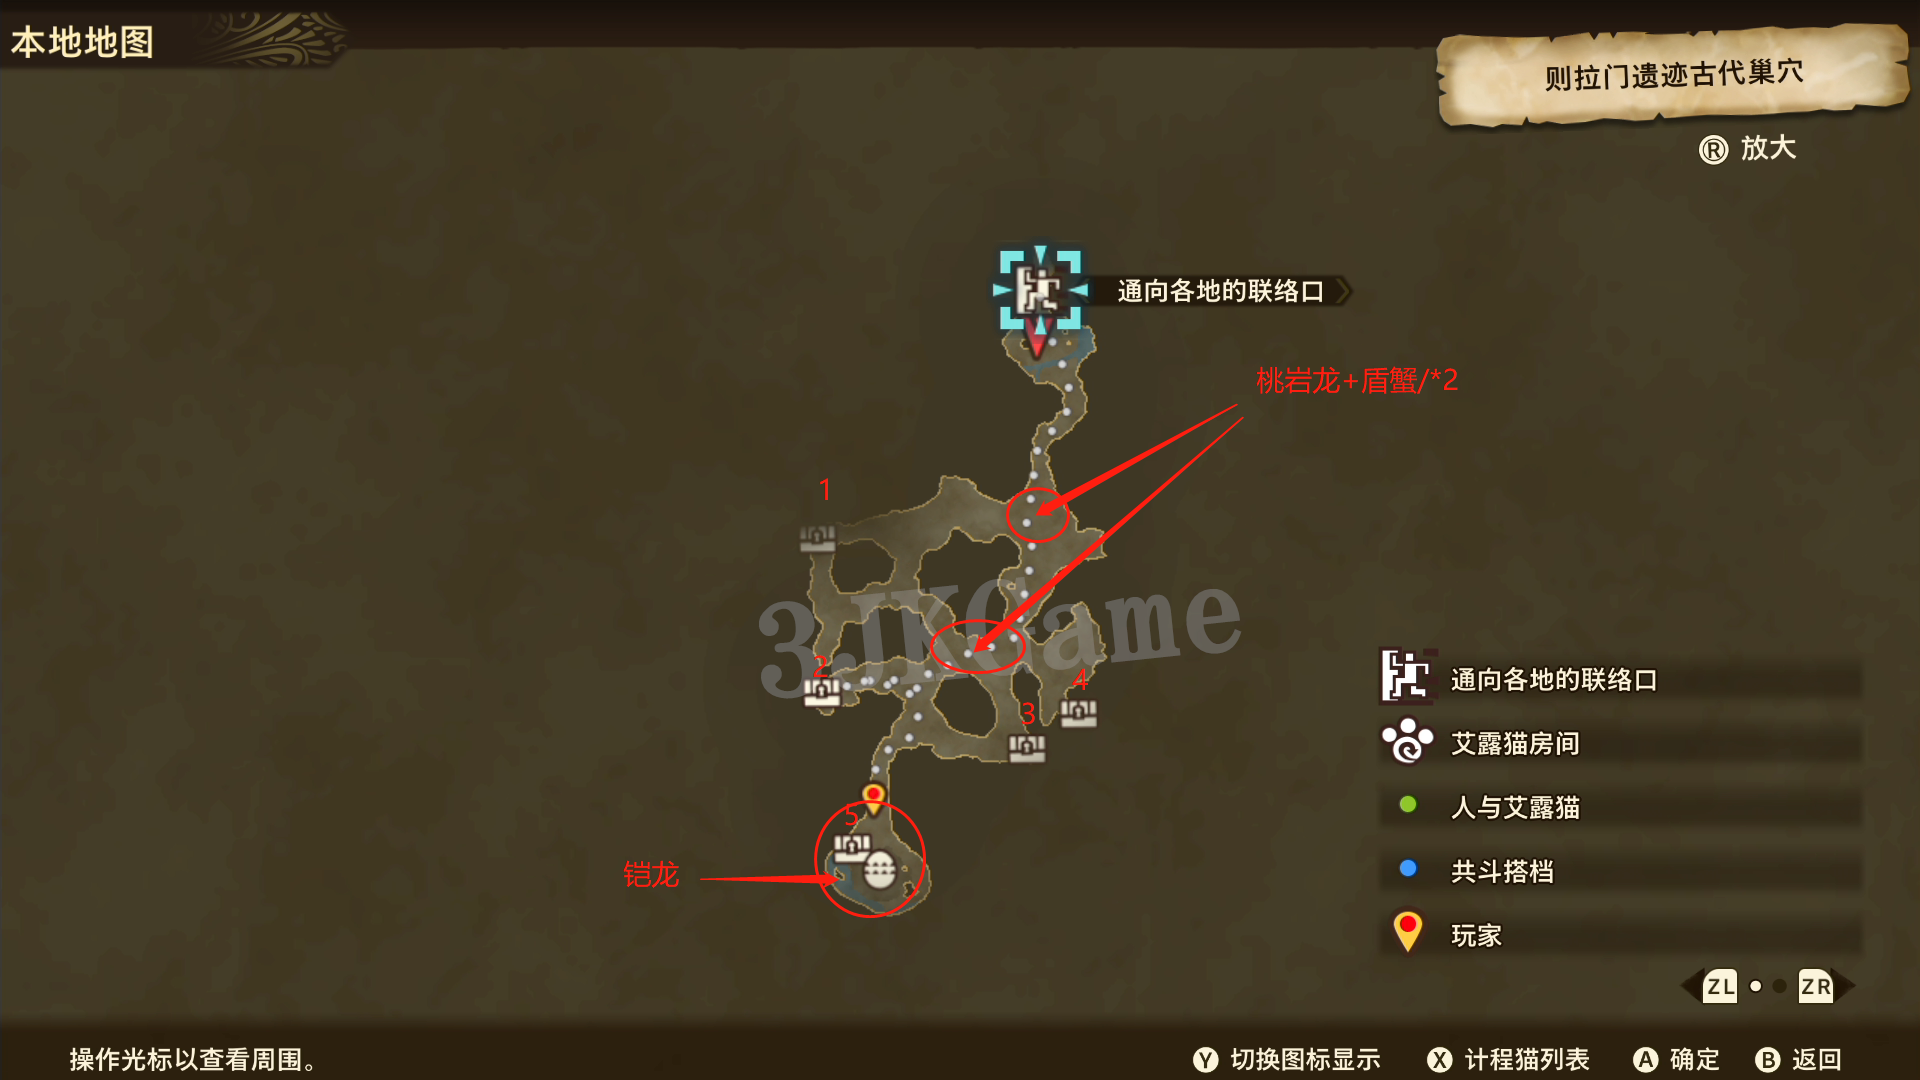 本地地图
则拉门遗迹古代巢穴
R 放大
通向各地的联络口
桃岩龙+盾蟹/*2
1
3JKGame
2
4
3
5
铠龙
通向各地的联络口
艾露猫房间
人与艾露猫
共斗搭档
玩家
ZL ZR
操作光标以查看周围。
Y 切换图标显示 X 计程猫列表 A 确定 B 返回